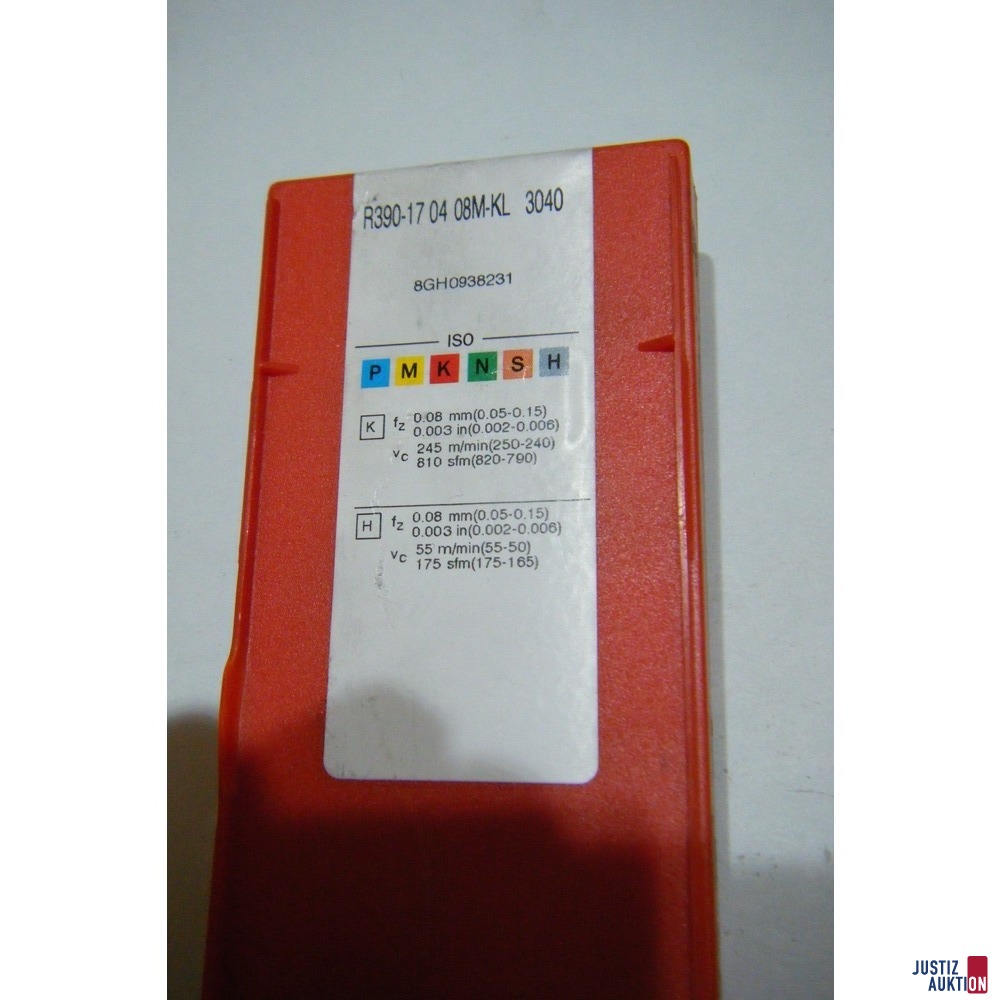 R390-17 04 08M-KL 3040
8GH0938231
ISO
P M K N S H
K fz 0.08 mm(0.05-0.15)
0.003 in(0.002-0.006)
vc 245 m/min(250-240)
810 sfm(820-790)
H fz 0.08 mm(0.05-0.15)
0.003 in(0.002-0.006)
vc 55 m/min(55-50)
175 sfm(175-165)
JUSTIZ
AUKTION